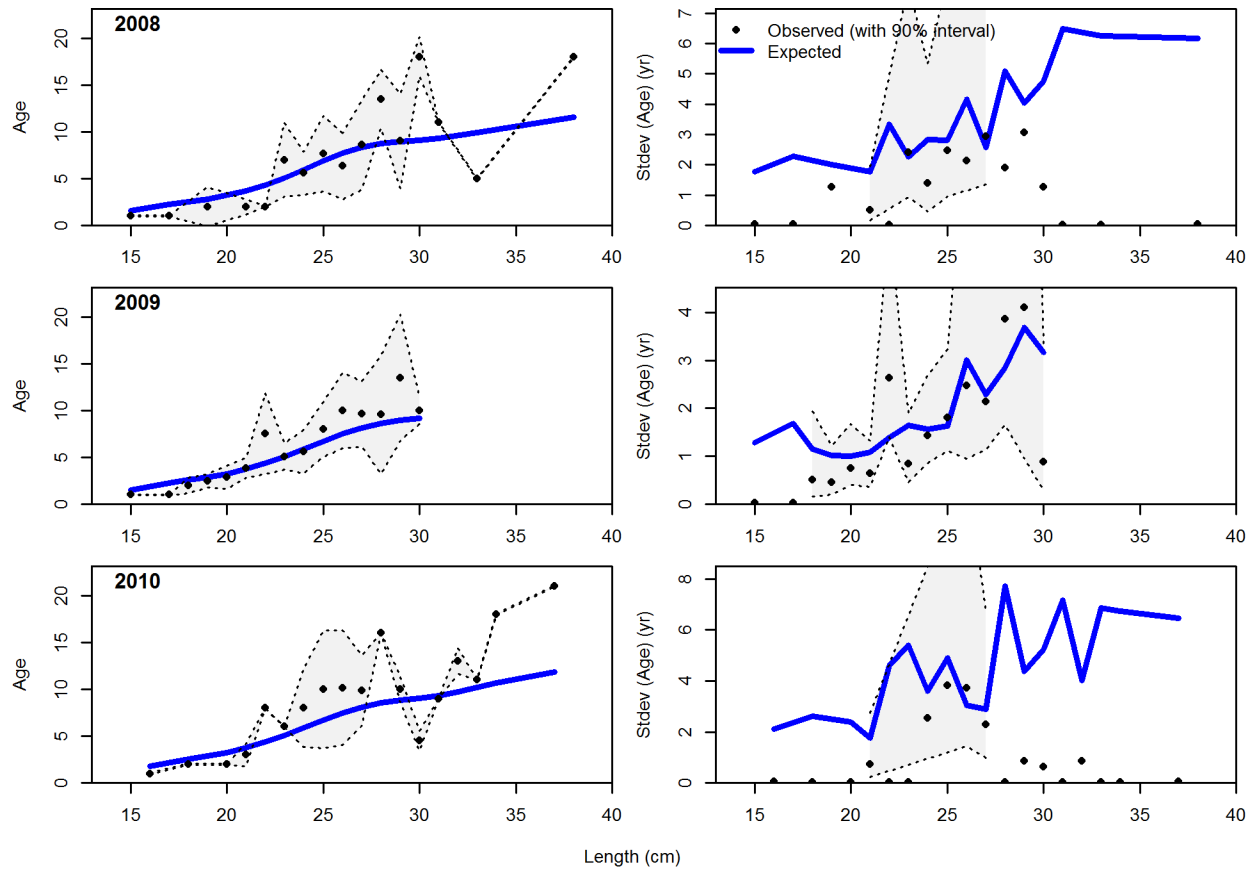 2008
Age
0 5 10 15 20
15 20 25 30 35 40
Observed (with 90% interval)
Expected
Stdev (Age) (yr)
0 1 2 3 4 5 6 7
15 20 25 30 35 40
2009
Age
0 5 10 15 20
15 20 25 30 35 40
Stdev (Age) (yr)
0 1 2 3 4
15 20 25 30 35 40
2010
Age
0 5 10 15 20
15 20 25 30 35 40
Stdev (Age) (yr)
0 2 4 6 8
15 20 25 30 35 40
Length (cm)